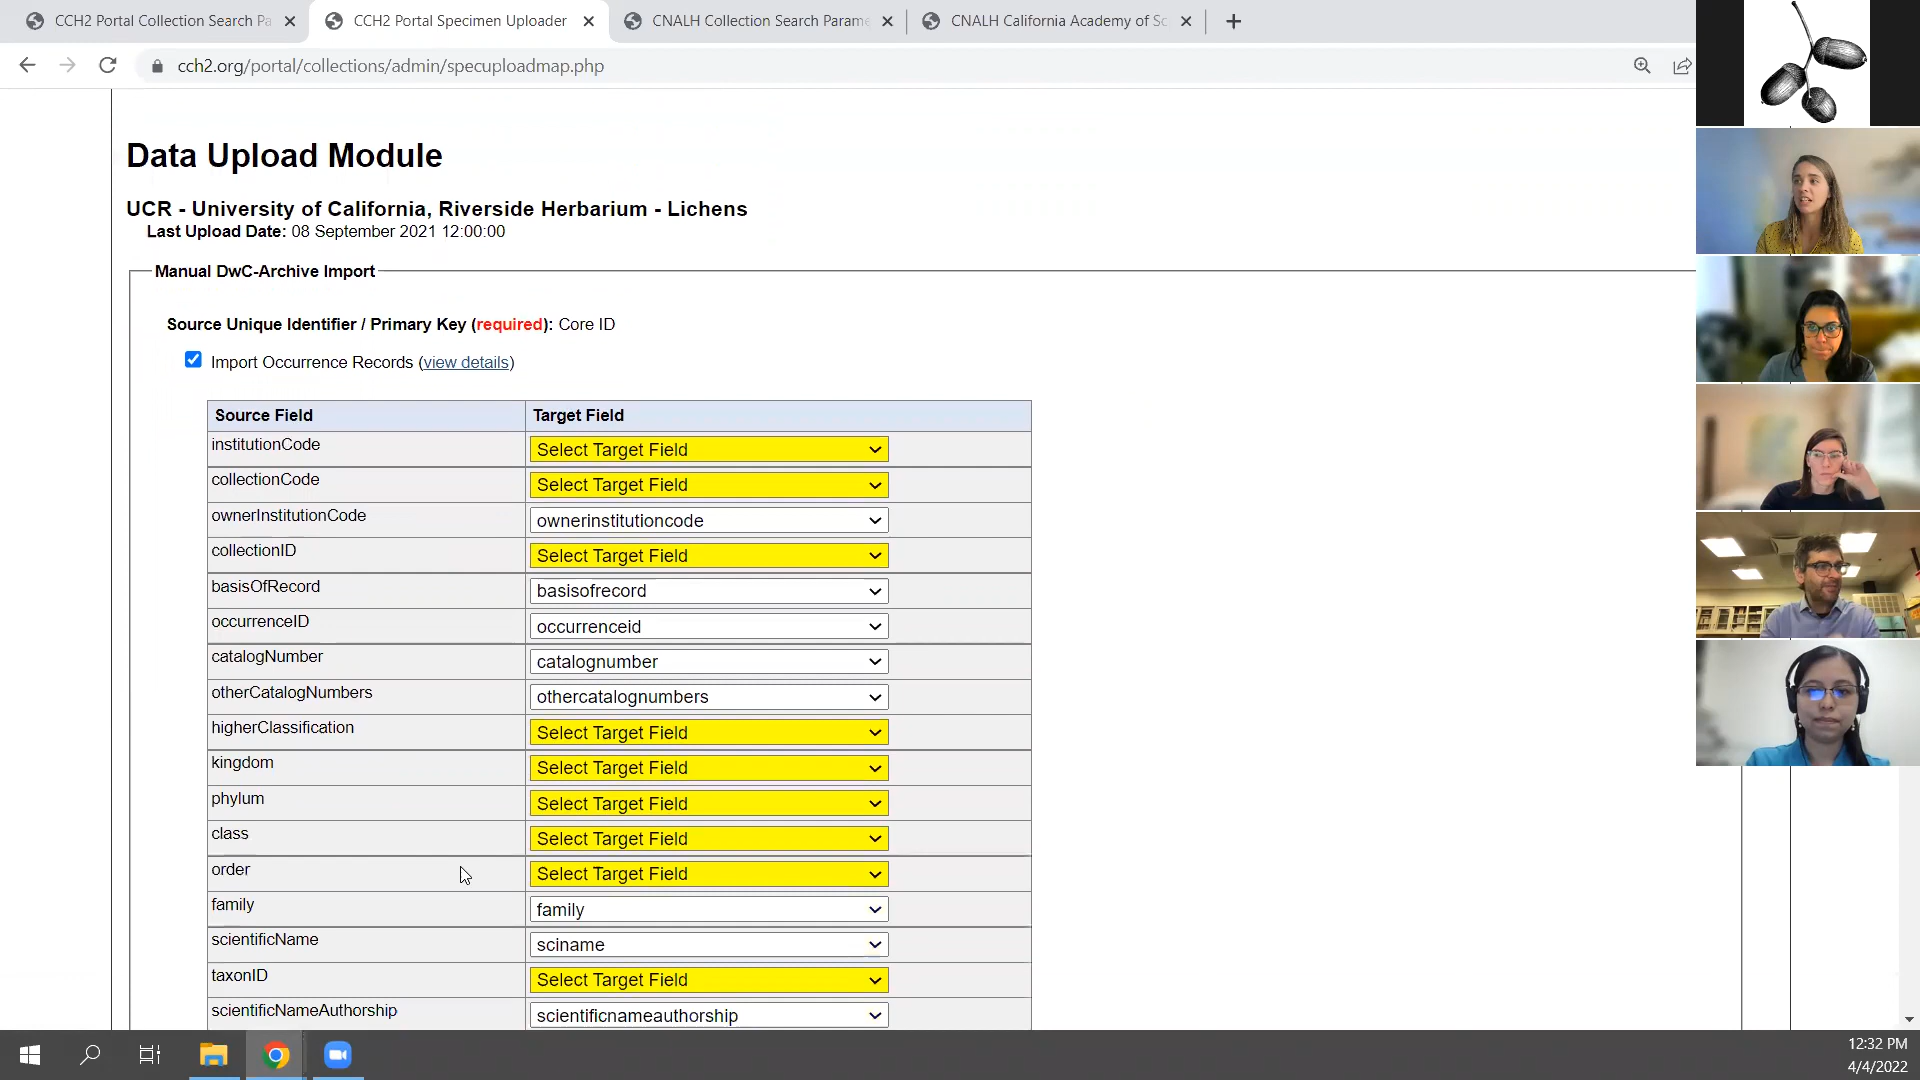 CCH2 Portal Collection Search Pa
CCH2 Portal Specimen Uploader
CNALH Collection Search Parame
CNALH California Academy of Sc
cch2.org/portal/collections/admin/specuploadmap.php
Data Upload Module
UCR - University of California, Riverside Herbarium - Lichens
Last Upload Date: 08 September 2021 12:00:00
Manual DwC-Archive Import
Source Unique Identifier / Primary Key (required): Core ID
Import Occurrence Records (view details)
Source Field Target Field
institutionCode Select Target Field
collectionCode Select Target Field
ownerInstitutionCode ownerinstitutioncode
collectionID Select Target Field
basisOfRecord basisofrecord
occurrenceID occurrenceid
catalogNumber catalognumber
otherCatalogNumbers othercatalognumbers
higherClassification Select Target Field
kingdom Select Target Field
phylum Select Target Field
class Select Target Field
order Select Target Field
family family
scientificName sciname
taxonID Select Target Field
scientificNameAuthorship scientificnameauthorship
12:32 PM
4/4/2022